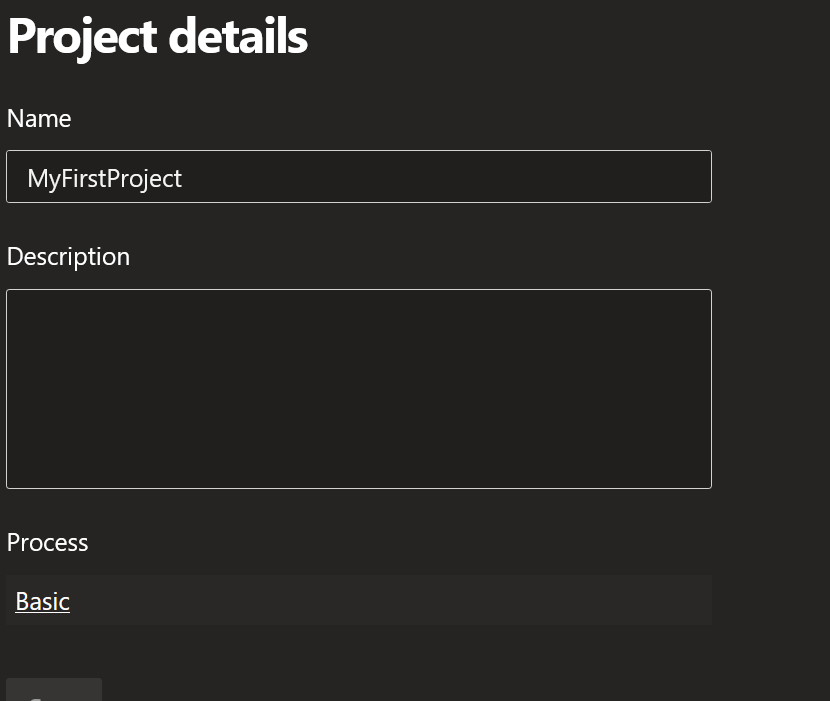 Project details
Name
MyFirstProject
Description
Process
Basic